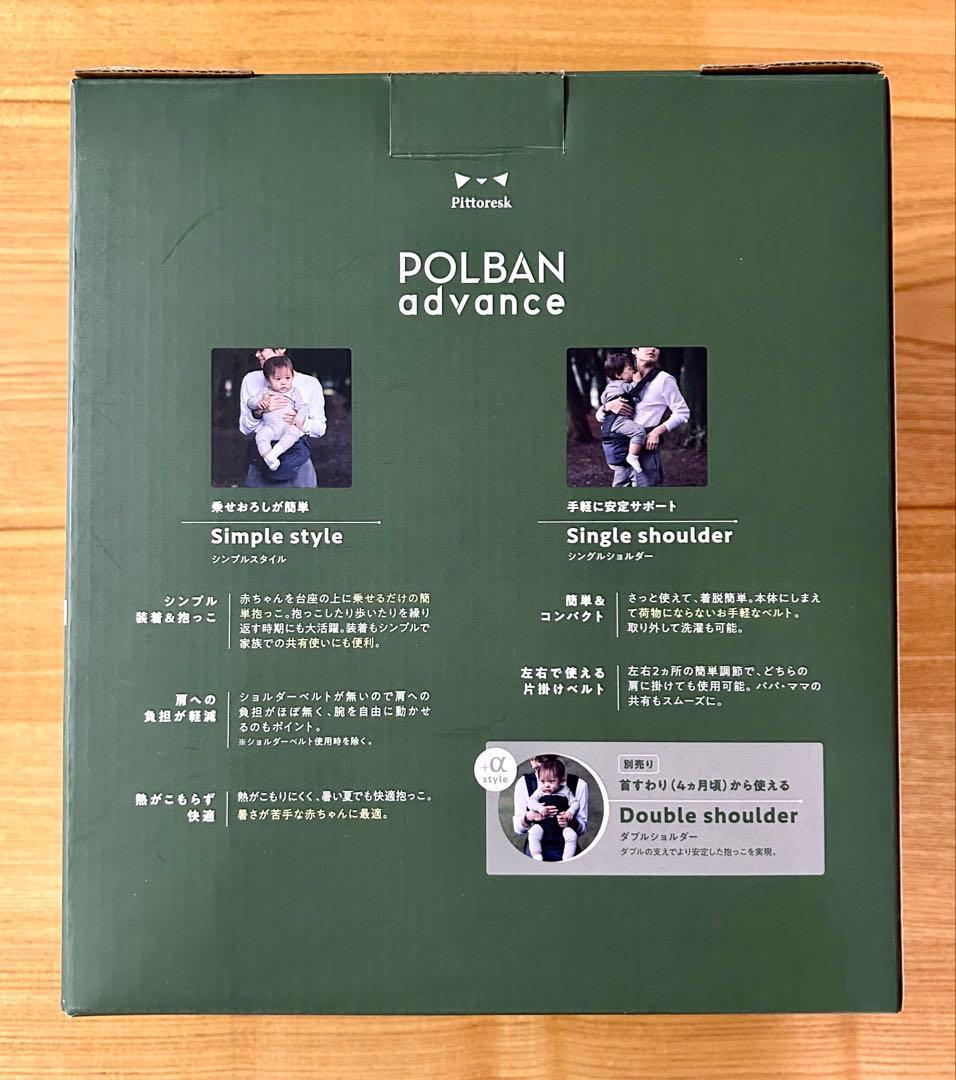 Pittoresk
POLBAN
advance
乗せおろしが簡単
Simple style
シンプルスタイル
シンプル
装着&抱っこ
赤ちゃんを台座の上に乗せるだけの簡
単抱っこ。抱っこしたり歩いたりを繰り
返す時期にも大活躍。装着もシンプルで
家族での共有使いにも便利。
肩への
負担が軽減
ショルダーベルトが無いので肩への
負担がほぼ無く、腕を自由に動かせ
るのもポイント。
※ショルダーベルト使用時を除く。
熱がこもらず
快適
熱がこもりにくく、暑い夏でも快適抱っこ。
暑さが苦手な赤ちゃんに最適。
手軽に安定サポート
Single shoulder
シングルショルダー
簡単&
コンパクト
さっと使えて、着脱簡単。本体にしまえ
て荷物にならないお手軽なベルト。
取り外して洗濯も可能。
左右で使える
片掛けベルト
左右2ヵ所の簡単調節で、どちらの
肩に掛けても使用可能。パパ・ママの
共有もスムーズに。
+α
style
別売り
首すわり(4ヵ月頃)から使える
Double shoulder
ダブルショルダー
ダブルの支えでより安定した抱っこを実現。